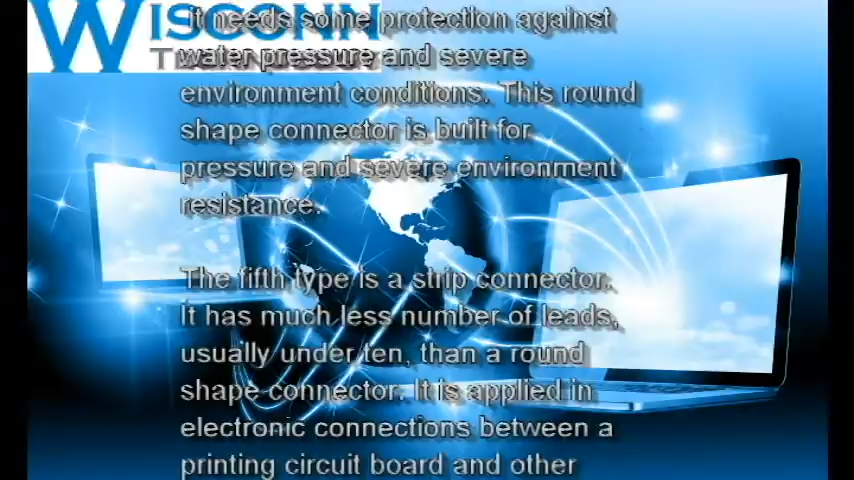 WISCONN
it needs some protection against
water pressure and severe
environment conditions. This round
shape connector is built for
pressure and severe environment
resistance.
The fifth type is a strip connector.
It has much less number of leads,
usually under ten, than a round
shape connector. It is applied in
electronic connections between a
printing circuit board and other